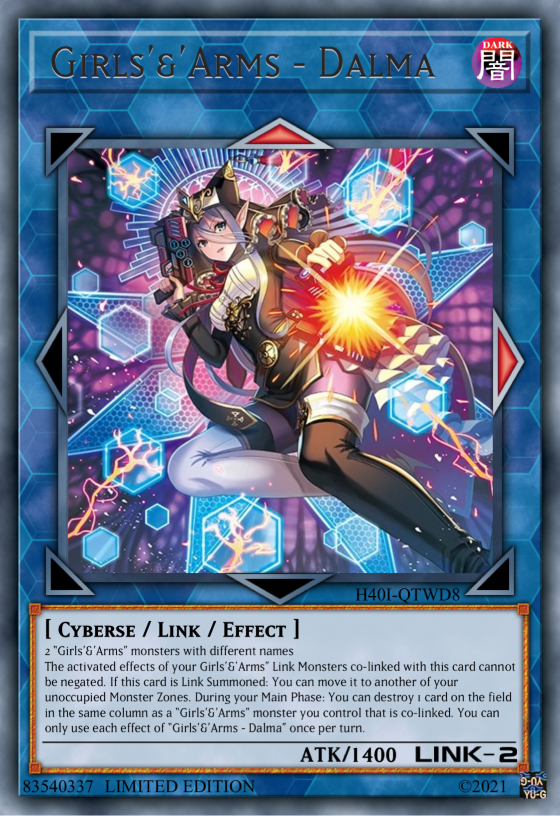 Girls'&'Arms - Dalma
DARK
闇
H40I-QTWD8
[ Cyberse / Link / Effect ]
2 "Girls'&'Arms" monsters with different names
The activated effects of your Girls'&'Arms" Link Monsters co-linked with this card cannot
be negated. If this card is Link Summoned: You can move it to another of your
unoccupied Monster Zones. During your Main Phase: You can destroy 1 card on the field
in the same column as a "Girls'&'Arms" monster you control that is co-linked. You can
only use each effect of "Girls'&'Arms - Dalma" once per turn.
ATK/1400 LINK-2
83540337 LIMITED EDITION ©2021